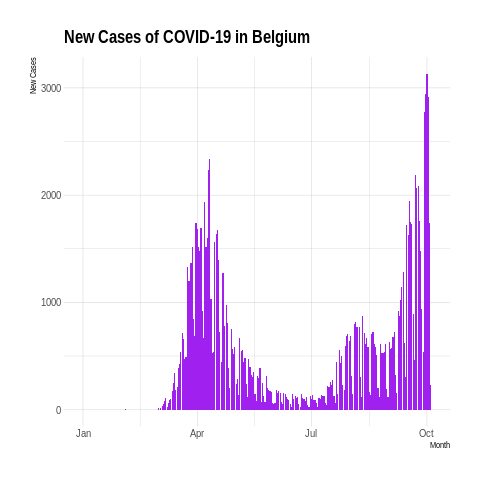 New Cases of COVID-19 in Belgium
New Cases
3000
2000
1000
0
Jan Apr Jul Oct
Month